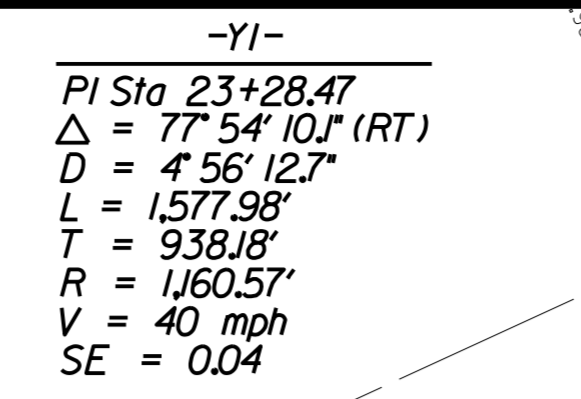 -Y1-
PI Sta 23+28.47
Δ = 77° 54' 10.1" (RT)
D = 4° 56' 12.7"
L = 1,577.98'
T = 938.18'
R = 1,160.57'
V = 40 mph
SE = 0.04